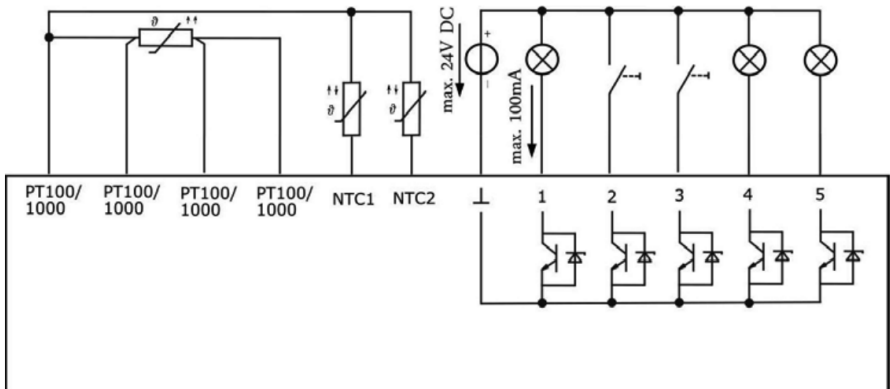 ϑ
max. 24V DC
+
−
max. 100mA
ϑ
ϑ
PT100/
1000
PT100/
1000
PT100/
1000
PT100/
1000
NTC1
NTC2
⊥
1
2
3
4
5